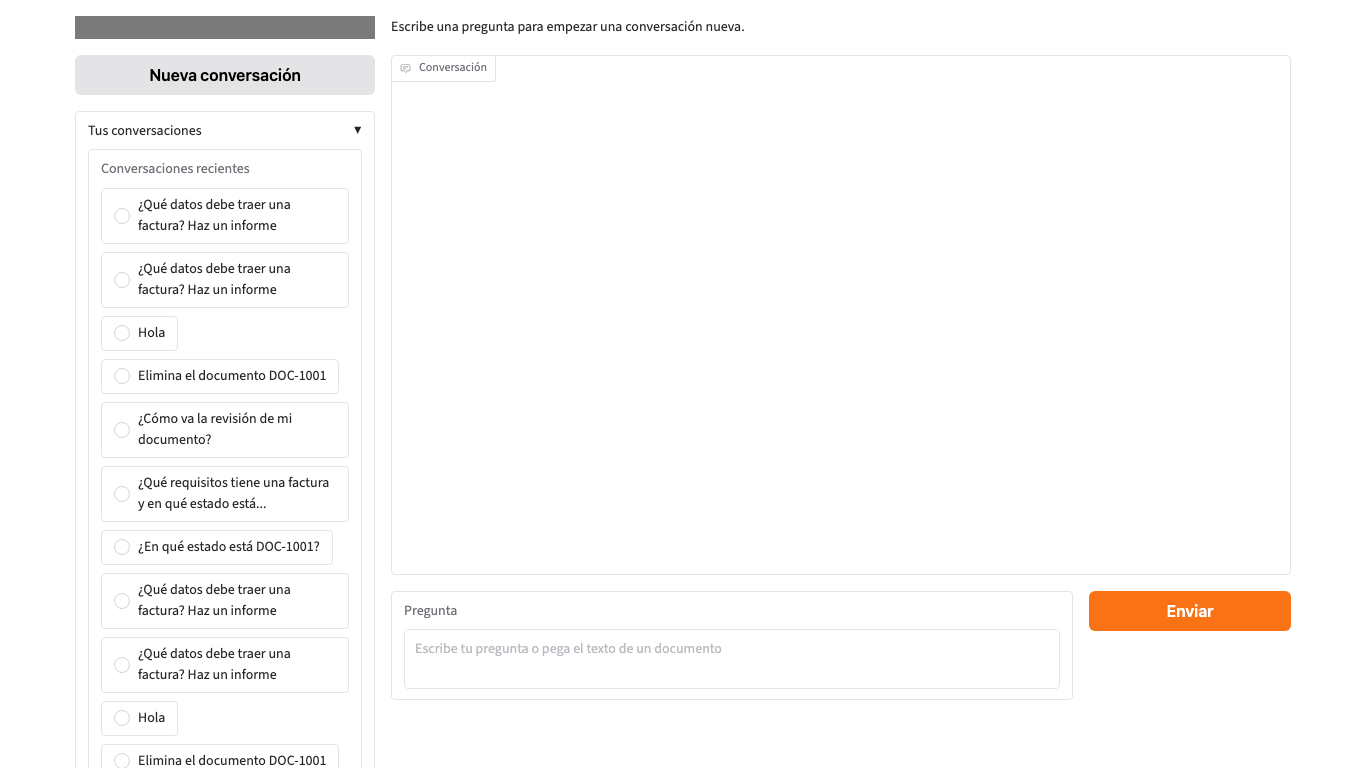 Nueva conversación
Tus conversaciones
▼
Conversaciones recientes
¿Qué datos debe traer una
factura? Haz un informe
¿Qué datos debe traer una
factura? Haz un informe
Hola
Elimina el documento DOC-1001
¿Cómo va la revisión de mi
documento?
¿Qué requisitos tiene una factura
y en qué estado está...
¿En qué estado está DOC-1001?
¿Qué datos debe traer una
factura? Haz un informe
¿Qué datos debe traer una
factura? Haz un informe
Hola
Elimina el documento DOC-1001
Escribe una pregunta para empezar una conversación nueva.
Conversación
Pregunta
Escribe tu pregunta o pega el texto de un documento
Enviar